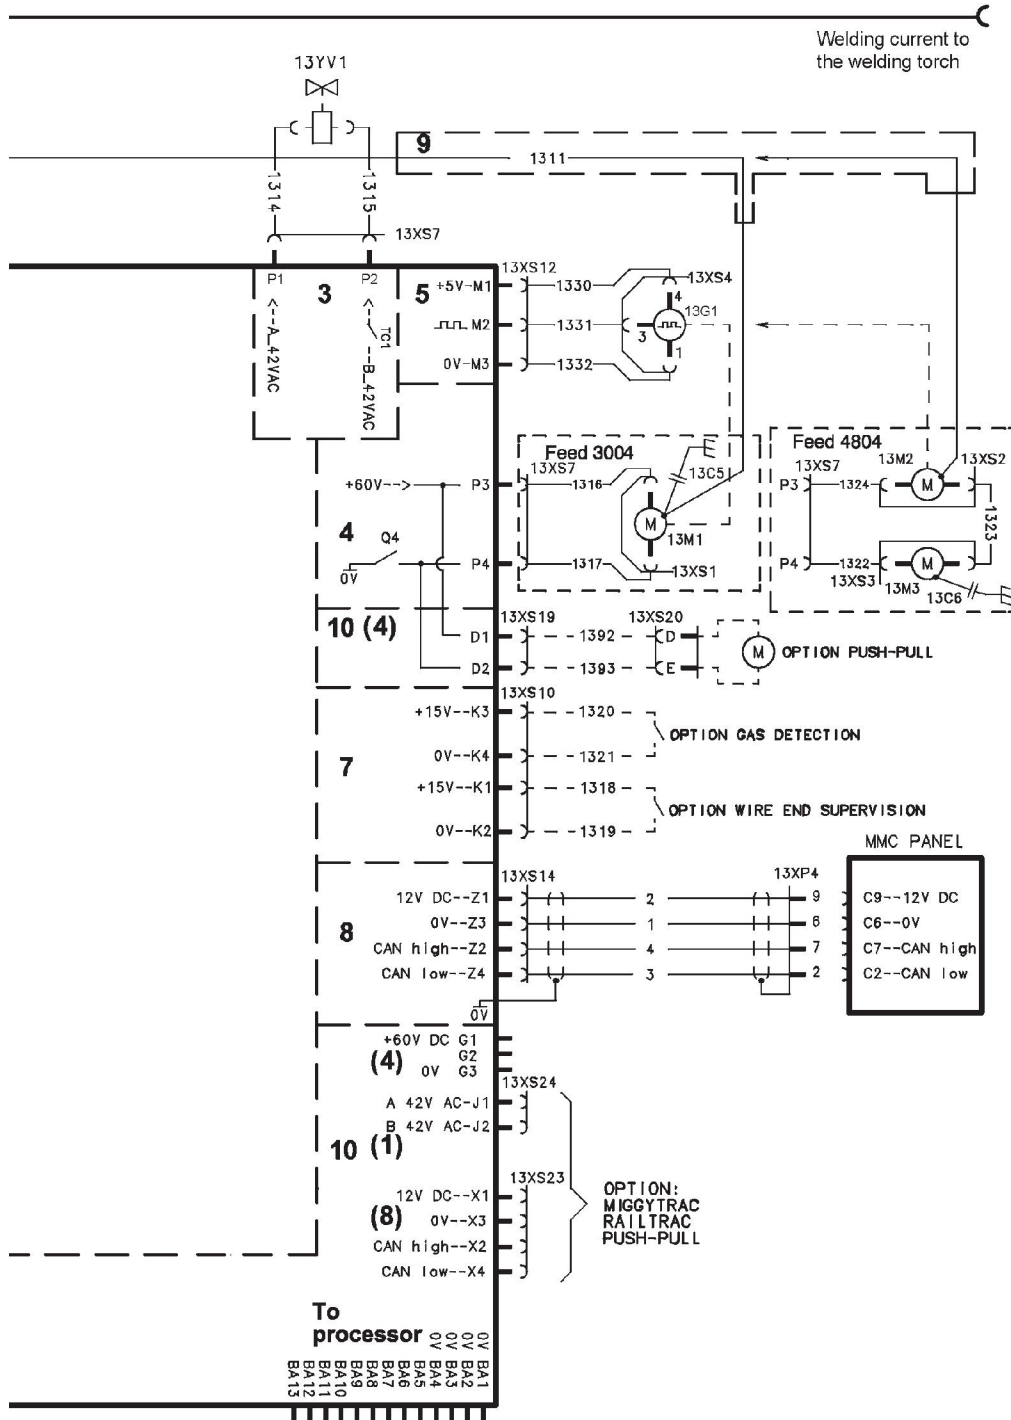 Welding current to
the welding torch
13YV1
9
1311
1314
1315
13XS7
P1
P2
3
5
<--A_42VAC
<--
TC1
--B_42VAC
13XS12
+5V-M1
1330
13XS4
4
13G1
M2
1331
3
0V-M3
1332
1
Feed 3004
13XS7
1316
13C5
+60V-->
P3
M
13M1
4
Q4
0V
P4
1317
13XS1
Feed 4804
13XS7
13M2
13XS2
P3
1324
M
1323
P4
1322
M
13XS3
13M3
13C6
10 (4)
13XS19
13XS20
D1
1392
D
M
OPTION PUSH-PULL
D2
1393
E
13XS10
+15V--K3
1320
OPTION GAS DETECTION
0V--K4
1321
7
+15V--K1
1318
OPTION WIRE END SUPERVISION
0V--K2
1319
MMC PANEL
13XS14
13XP4
12V DC--Z1
2
9
C9--12V DC
8
0V--Z3
1
6
C6--0V
CAN high--Z2
4
7
C7--CAN high
CAN low--Z4
3
2
C2--CAN low
0V
+60V DC G1
(4)
G2
0V G3
13XS24
A 42V AC-J1
B 42V AC-J2
10 (1)
13XS23
12V DC--X1
(8)
0V--X3
CAN high--X2
CAN low--X4
OPTION:
MIGGYTRAC
RAILTRAC
PUSH-PULL
To
processor
BA13
BA12
BA11
BA10
BA9
BA8
BA7
BA6
BA5
0V BA4
0V BA3
0V BA2
0V BA1